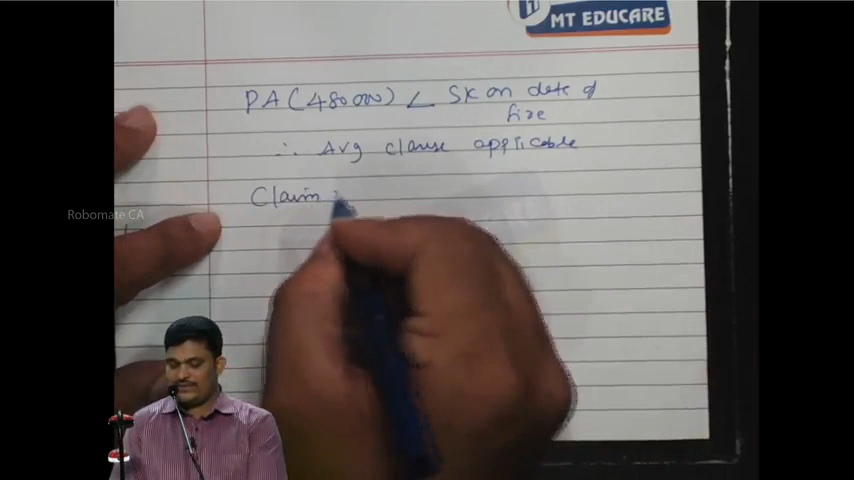 MT EDUCARE
PA (48000) < SK on date of
fire
∴ Avg clause applicable
Claim =
Robomate CA